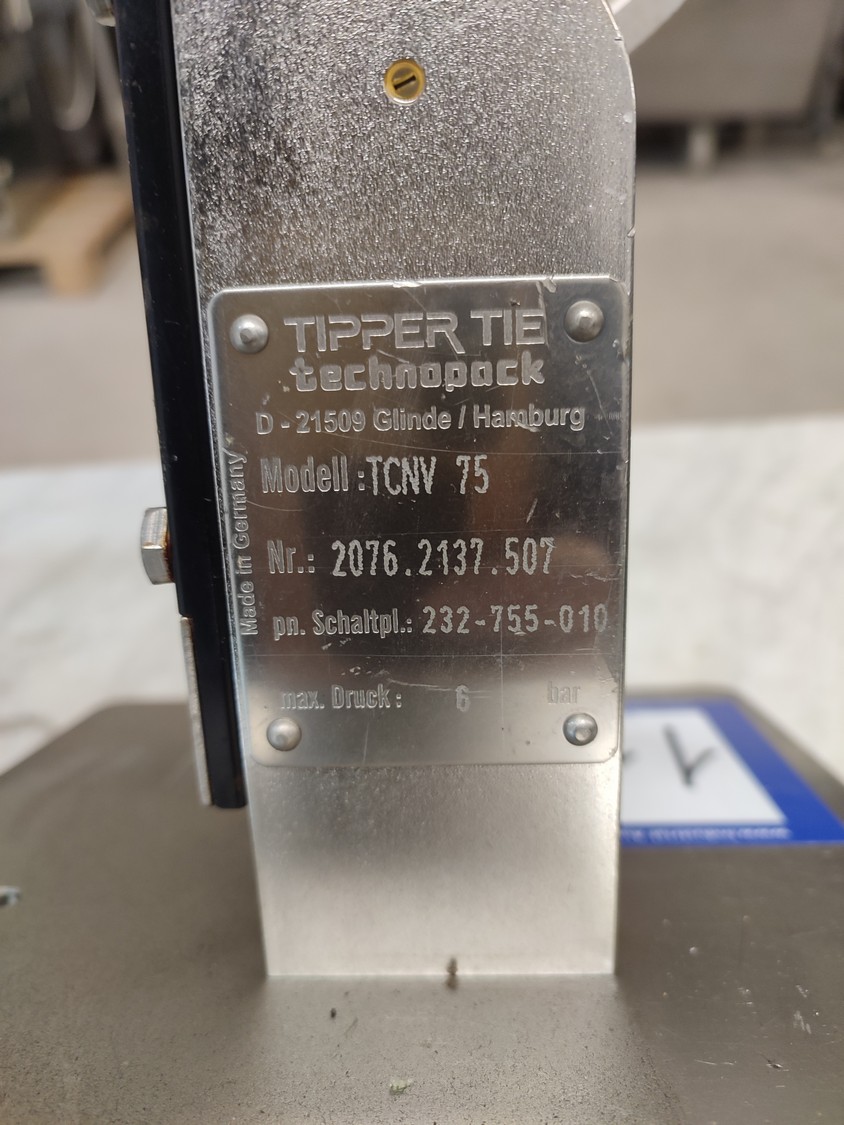 TIPPER TIE
technopack
D - 21509 Glinde / Hamburg
Modell : TCNV 75
Nr.: 2076.2137.507
pn. Schaltpl.: 232-755-010
max. Druck : 6 bar
Made in Germany